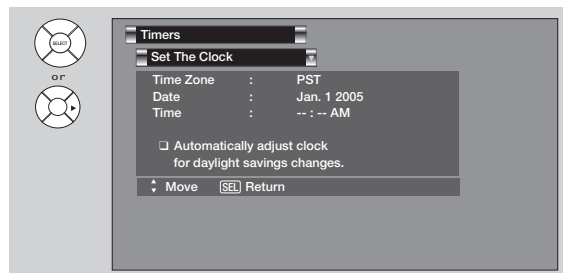 SELECT
or
Timers
Set The Clock
Time Zone : PST
Date : Jan. 1 2005
Time : -- : -- AM
❏ Automatically adjust clock
for daylight savings changes.
Move SEL Return